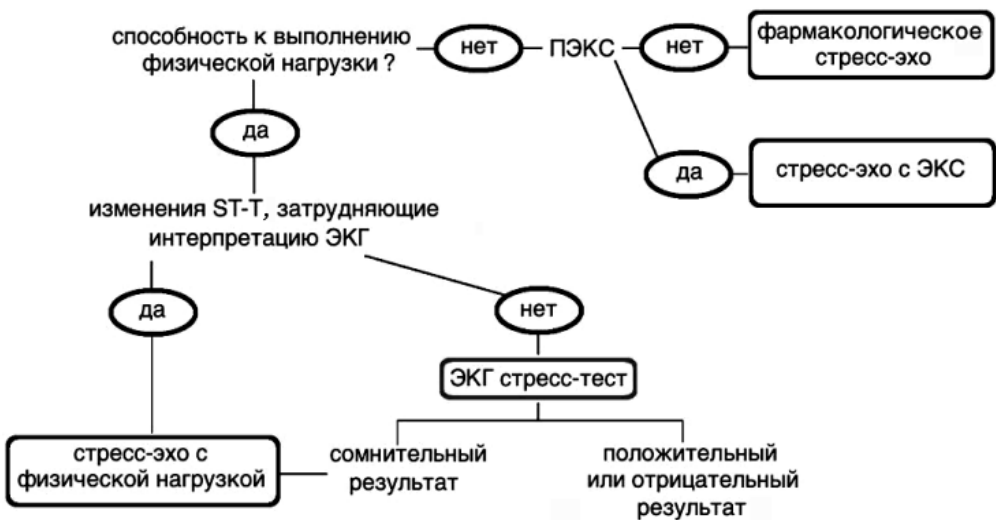 способность к выполнению
физической нагрузки ?
нет
ПЭКС
нет
фармакологическое
стресс-эхо
да
да
стресс-эхо с ЭКС
изменения ST-T, затрудняющие
интерпретацию ЭКГ
да
нет
ЭКГ стресс-тест
стресс-эхо с
физической нагрузкой
сомнительный
результат
положительный
или отрицательный
результат